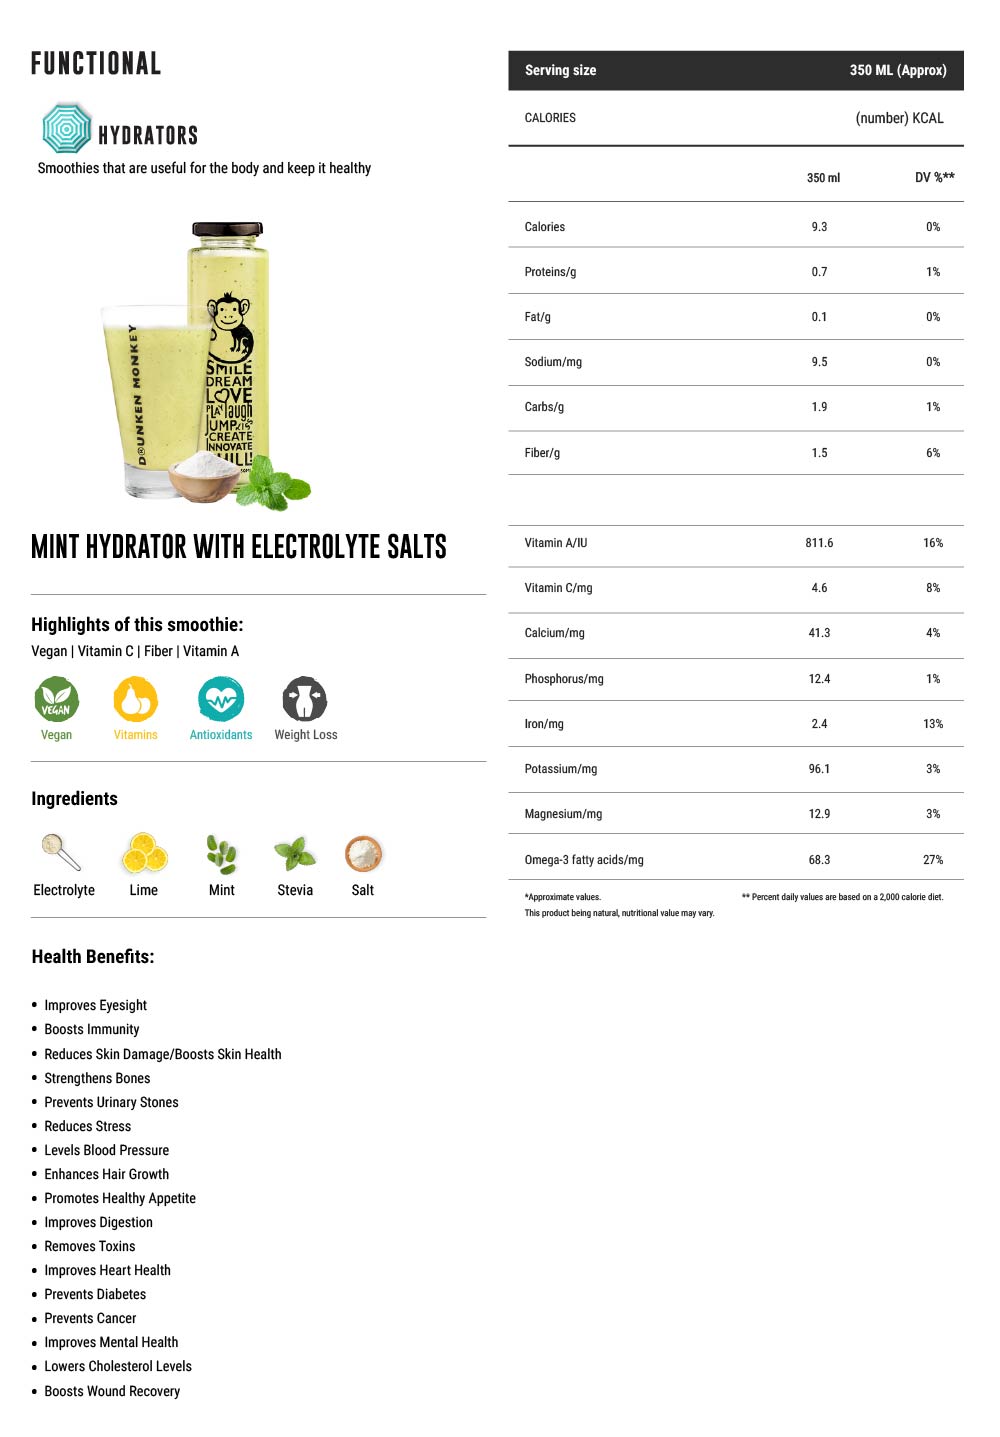 FUNCTIONAL
HYDRATORS
Smoothies that are useful for the body and keep it healthy
DRUNKEN MONKEY
SMILE
DREAM
LOVE
PLAY laugh
JUMP KISS
CREATE
INNOVATE
CHILL!
MINT HYDRATOR WITH ELECTROLYTE SALTS
Highlights of this smoothie:
Vegan | Vitamin C | Fiber | Vitamin A
VEGAN
Vegan Vitamins Antioxidants Weight Loss
Ingredients
Electrolyte Lime Mint Stevia Salt
Health Benefits:
• Improves Eyesight
• Boosts Immunity
• Reduces Skin Damage/Boosts Skin Health
• Strengthens Bones
• Prevents Urinary Stones
• Reduces Stress
• Levels Blood Pressure
• Enhances Hair Growth
• Promotes Healthy Appetite
• Improves Digestion
• Removes Toxins
• Improves Heart Health
• Prevents Diabetes
• Prevents Cancer
• Improves Mental Health
• Lowers Cholesterol Levels
• Boosts Wound Recovery
Serving size 350 ML (Approx)
CALORIES (number) KCAL
350 ml DV %**
Calories 9.3 0%
Proteins/g 0.7 1%
Fat/g 0.1 0%
Sodium/mg 9.5 0%
Carbs/g 1.9 1%
Fiber/g 1.5 6%
Vitamin A/IU 811.6 16%
Vitamin C/mg 4.6 8%
Calcium/mg 41.3 4%
Phosphorus/mg 12.4 1%
Iron/mg 2.4 13%
Potassium/mg 96.1 3%
Magnesium/mg 12.9 3%
Omega-3 fatty acids/mg 68.3 27%
*Approximate values. ** Percent daily values are based on a 2,000 calorie diet.
This product being natural, nutritional value may vary.